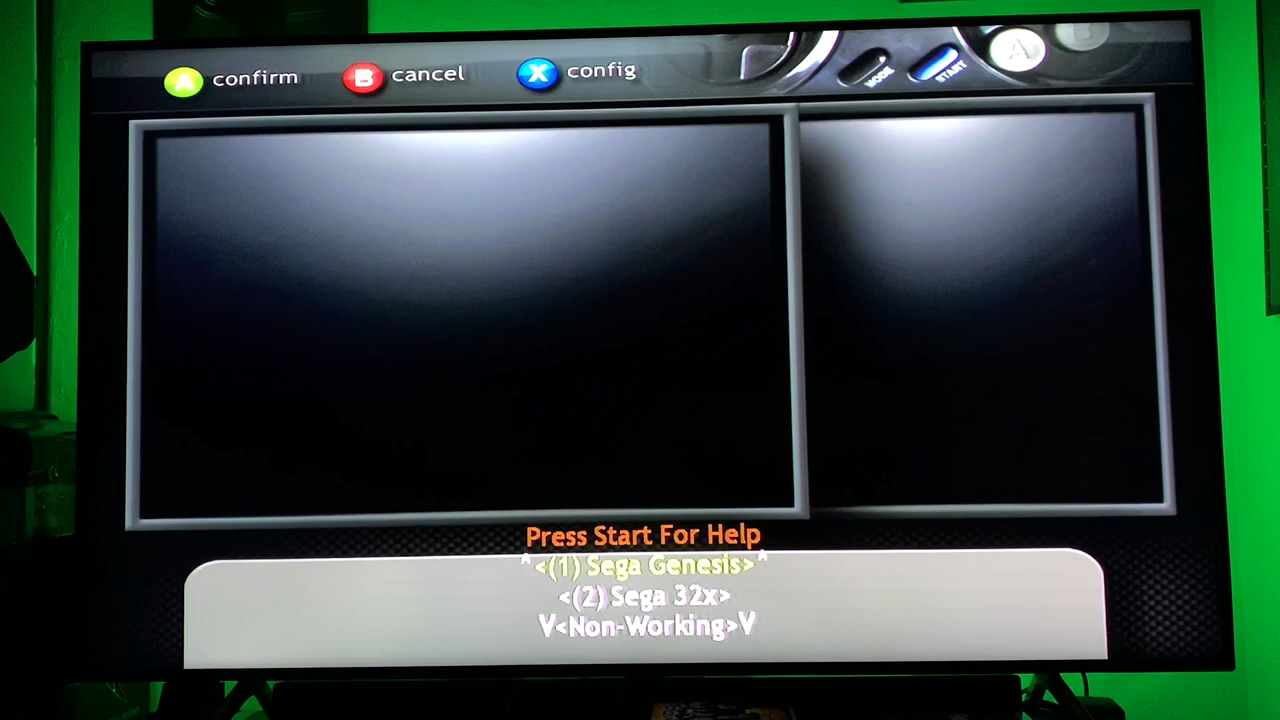 A confirm B cancel X config MODE START A B
Press Start For Help
^<(1) Sega Genesis>^
<(2) Sega 32x>
V<Non-Working>V